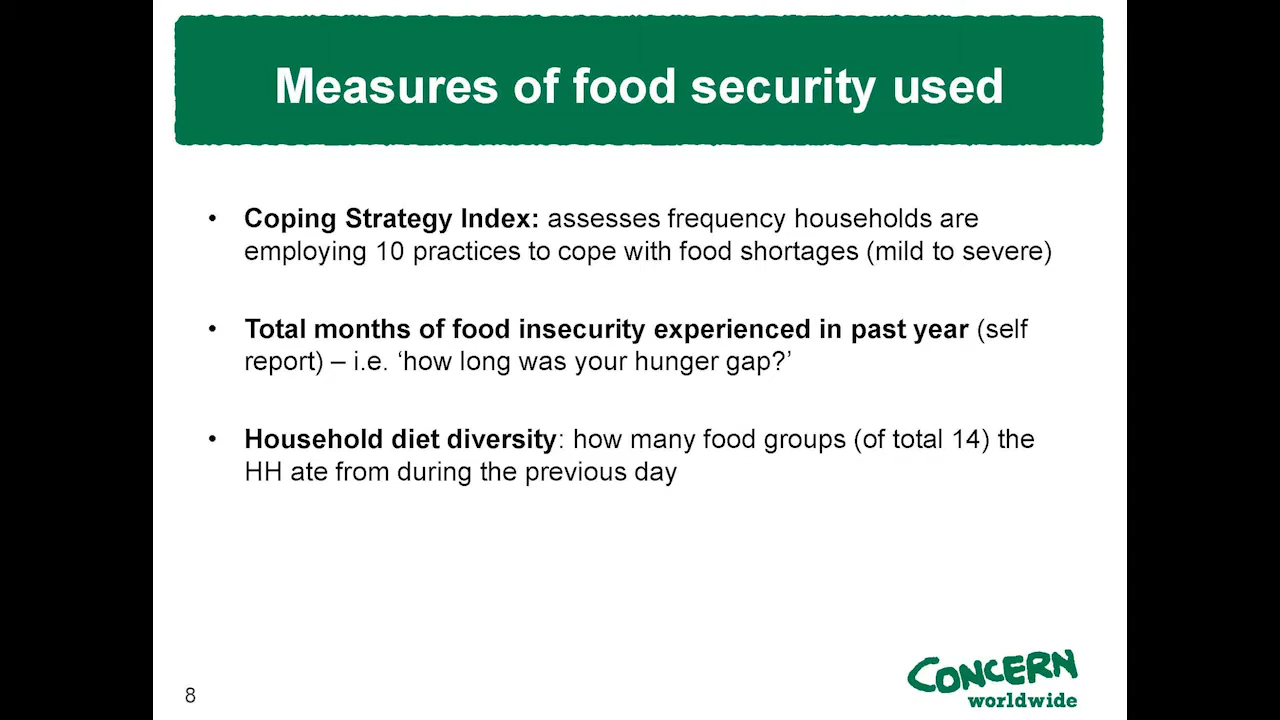 Measures of food security used
• Coping Strategy Index: assesses frequency households are
employing 10 practices to cope with food shortages (mild to severe)
• Total months of food insecurity experienced in past year (self
report) – i.e. ‘how long was your hunger gap?’
• Household diet diversity: how many food groups (of total 14) the
HH ate from during the previous day
8
CONCERN
worldwide